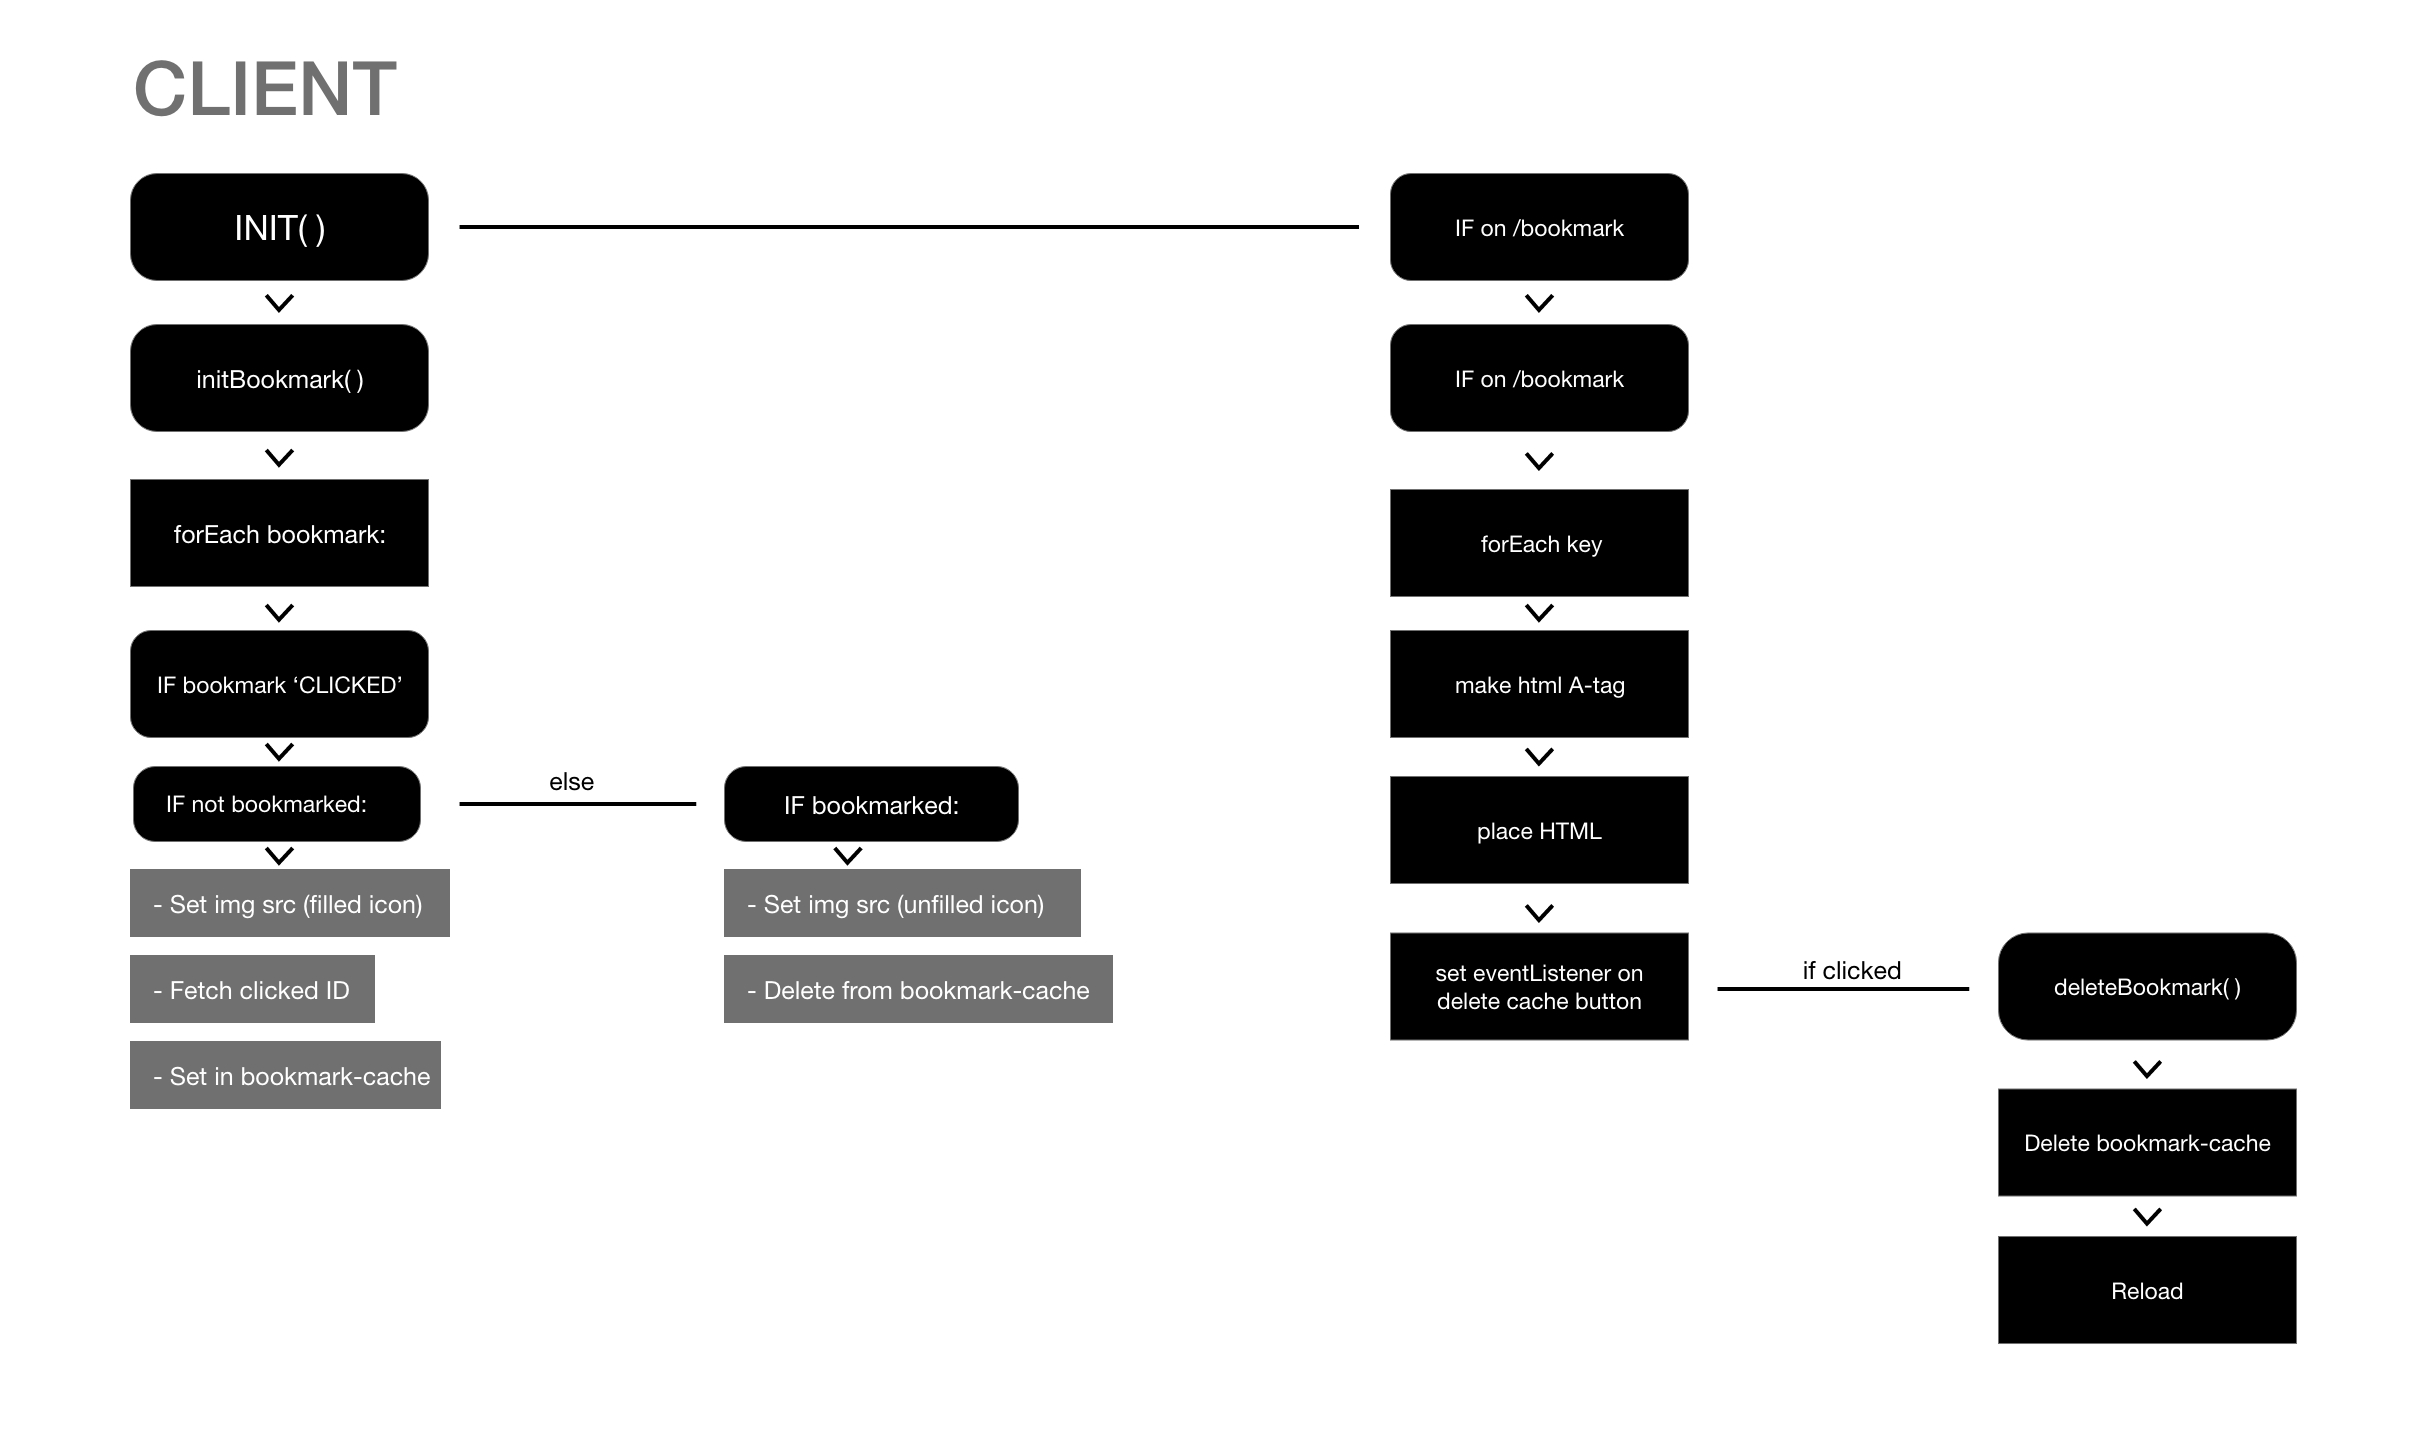 CLIENT
INIT( )
initBookmark( )
forEach bookmark:
IF bookmark ‘CLICKED’
IF not bookmarked:
- Set img src (filled icon)
- Fetch clicked ID
- Set in bookmark-cache
else
IF bookmarked:
- Set img src (unfilled icon)
- Delete from bookmark-cache
IF on /bookmark
IF on /bookmark
forEach key
make html A-tag
place HTML
set eventListener on
delete cache button
if clicked
deleteBookmark( )
Delete bookmark-cache
Reload